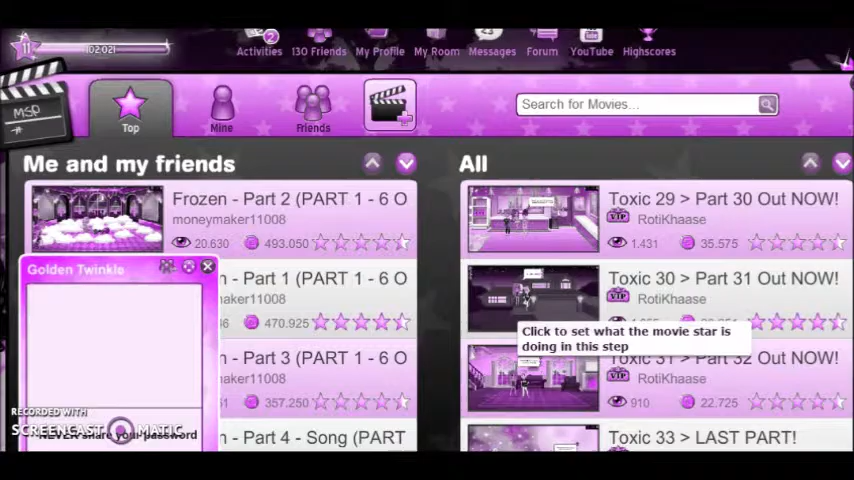 11
102.021
2
Activities
130 Friends
My Profile
My Room
23
Messages
Forum
YouTube
Highscores
MSP
Top
Mine
Friends
Search for Movies...
Me and my friends
Frozen - Part 2 (PART 1 - 6 O
moneymaker11008
20.630
493.050
n - Part 1 (PART 1 - 6 O
maker11008
470.925
n - Part 3 (PART 1 - 6 O
maker11008
357.250
n - Part 4 - Song (PART
Golden Twinkle
NEVER share your password
RECORDED WITH
SCREENCAST MATIC
All
Toxic 29 > Part 30 Out NOW!
VIP
RotiKhaase
1.431
35.575
Toxic 30 > Part 31 Out NOW!
VIP
RotiKhaase
Click to set what the movie star is
doing in this step
Toxic 31 > Part 32 Out NOW!
VIP
RotiKhaase
910
22.725
Toxic 33 > LAST PART!